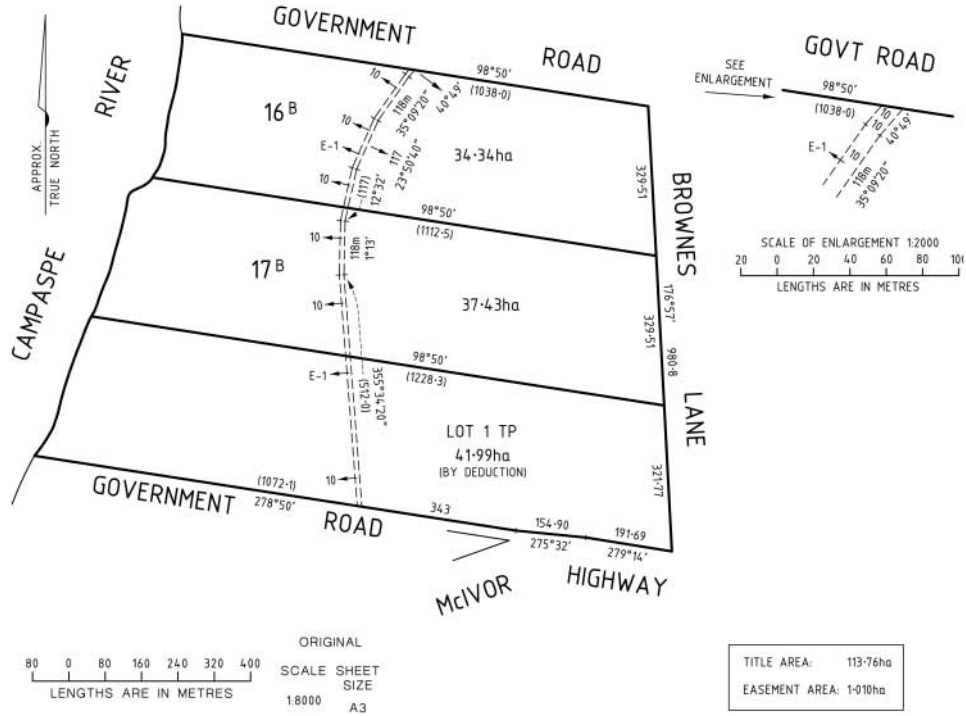 GOVERNMENT ROAD
98°50'
(1038·0)
RIVER
CAMPASPE
APPROX.
TRUE NORTH
16 B
10
118m
35°09'20"
40°49'
10
E-1
117
23°50'40"
10
(117)
12°32'
34·34ha
329·51
98°50'
(1112·5)
BROWNES
LANE
17 B
10
118m
1°13'
10
37·43ha
176°57'
329·51
980·8
98°50'
(1228·3)
E-1
355°34'20"
(512·0)
LOT 1 TP
41·99ha
(BY DEDUCTION)
321·77
10
(1072·1)
278°50'
GOVERNMENT ROAD
343
154·90
275°32'
191·69
279°14'
McIVOR HIGHWAY
GOVT ROAD
SEE
ENLARGEMENT
98°50'
(1038·0)
10
10
40°49'
E-1
10
118m
35°09'20"
SCALE OF ENLARGEMENT 1:2000
20 0 20 40 60 80 100
LENGTHS ARE IN METRES
80 0 80 160 240 320 400
LENGTHS ARE IN METRES
ORIGINAL
SCALE SHEET
SIZE
1:8000
A3
TITLE AREA: 113·76ha
EASEMENT AREA: 1·010ha